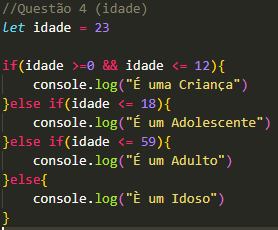 //Questão 4 (idade)
let idade = 23
if(idade >=0 && idade <= 12){
console.log("É uma Criança")
}else if(idade <= 18){
console.log("É um Adolescente")
}else if(idade <= 59){
console.log("É um Adulto")
}else{
console.log("È um Idoso")
}